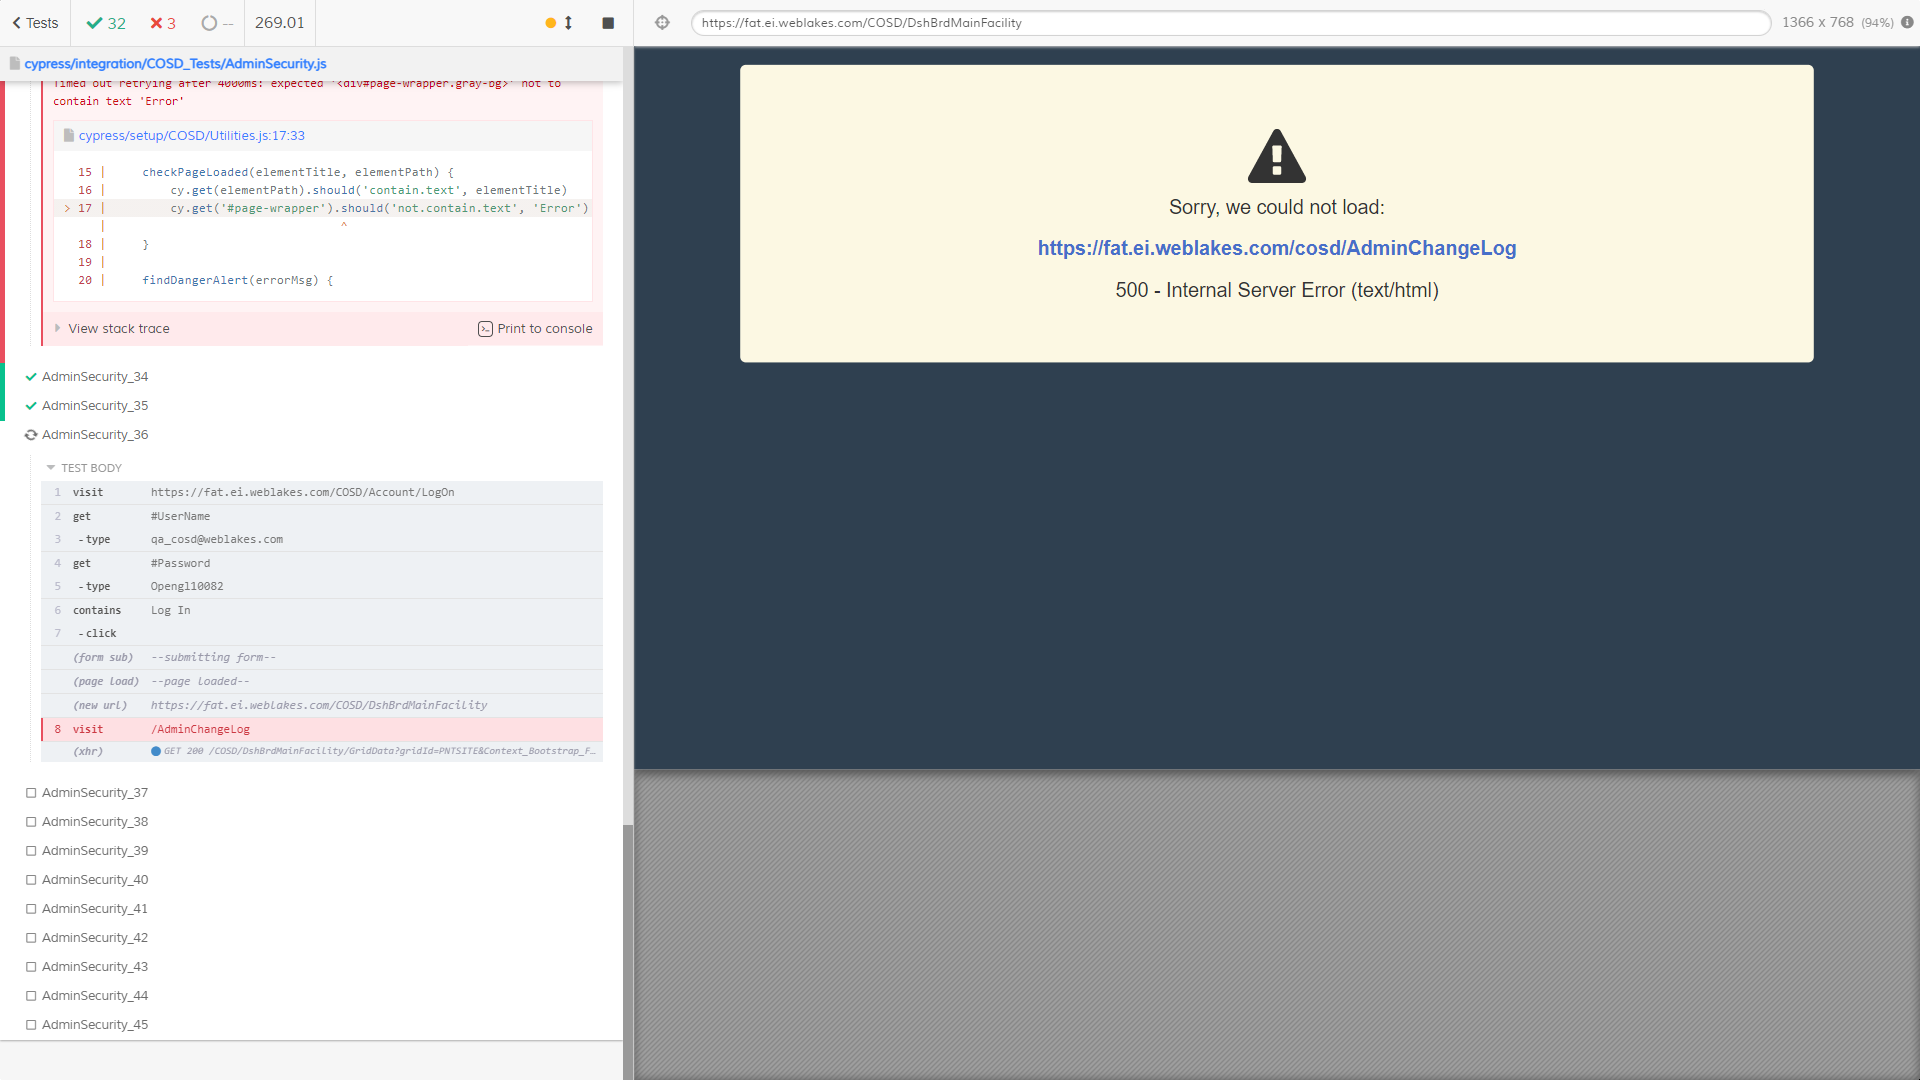 Tests
32
3
--
269.01
https://fat.ei.weblakes.com/COSD/DshBrdMainFacility
1366 x 768 (94%)
cypress/integration/COSD_Tests/AdminSecurity.js
Timed out retrying after 4000ms: expected '<div#page-wrapper.gray-bg>' not to
contain text 'Error'
cypress/setup/COSD/Utilities.js:17:33
15 | checkPageLoaded(elementTitle, elementPath) {
16 | cy.get(elementPath).should('contain.text', elementTitle)
> 17 | cy.get('#page-wrapper').should('not.contain.text', 'Error')
| ^
18 | }
19 |
20 | findDangerAlert(errorMsg) {
View stack trace
Print to console
AdminSecurity_34
AdminSecurity_35
AdminSecurity_36
TEST BODY
1 visit https://fat.ei.weblakes.com/COSD/Account/LogOn
2 get #UserName
3 -type qa_cosd@weblakes.com
4 get #Password
5 -type Opengl10082
6 contains Log In
7 -click
(form sub) --submitting form--
(page load) --page loaded--
(new url) https://fat.ei.weblakes.com/COSD/DshBrdMainFacility
8 visit /AdminChangeLog
(xhr) GET 200 /COSD/DshBrdMainFacility/GridData?gridId=PNTSITE&Context_Bootstrap_F...
AdminSecurity_37
AdminSecurity_38
AdminSecurity_39
AdminSecurity_40
AdminSecurity_41
AdminSecurity_42
AdminSecurity_43
AdminSecurity_44
AdminSecurity_45
Sorry, we could not load:
https://fat.ei.weblakes.com/cosd/AdminChangeLog
500 - Internal Server Error (text/html)